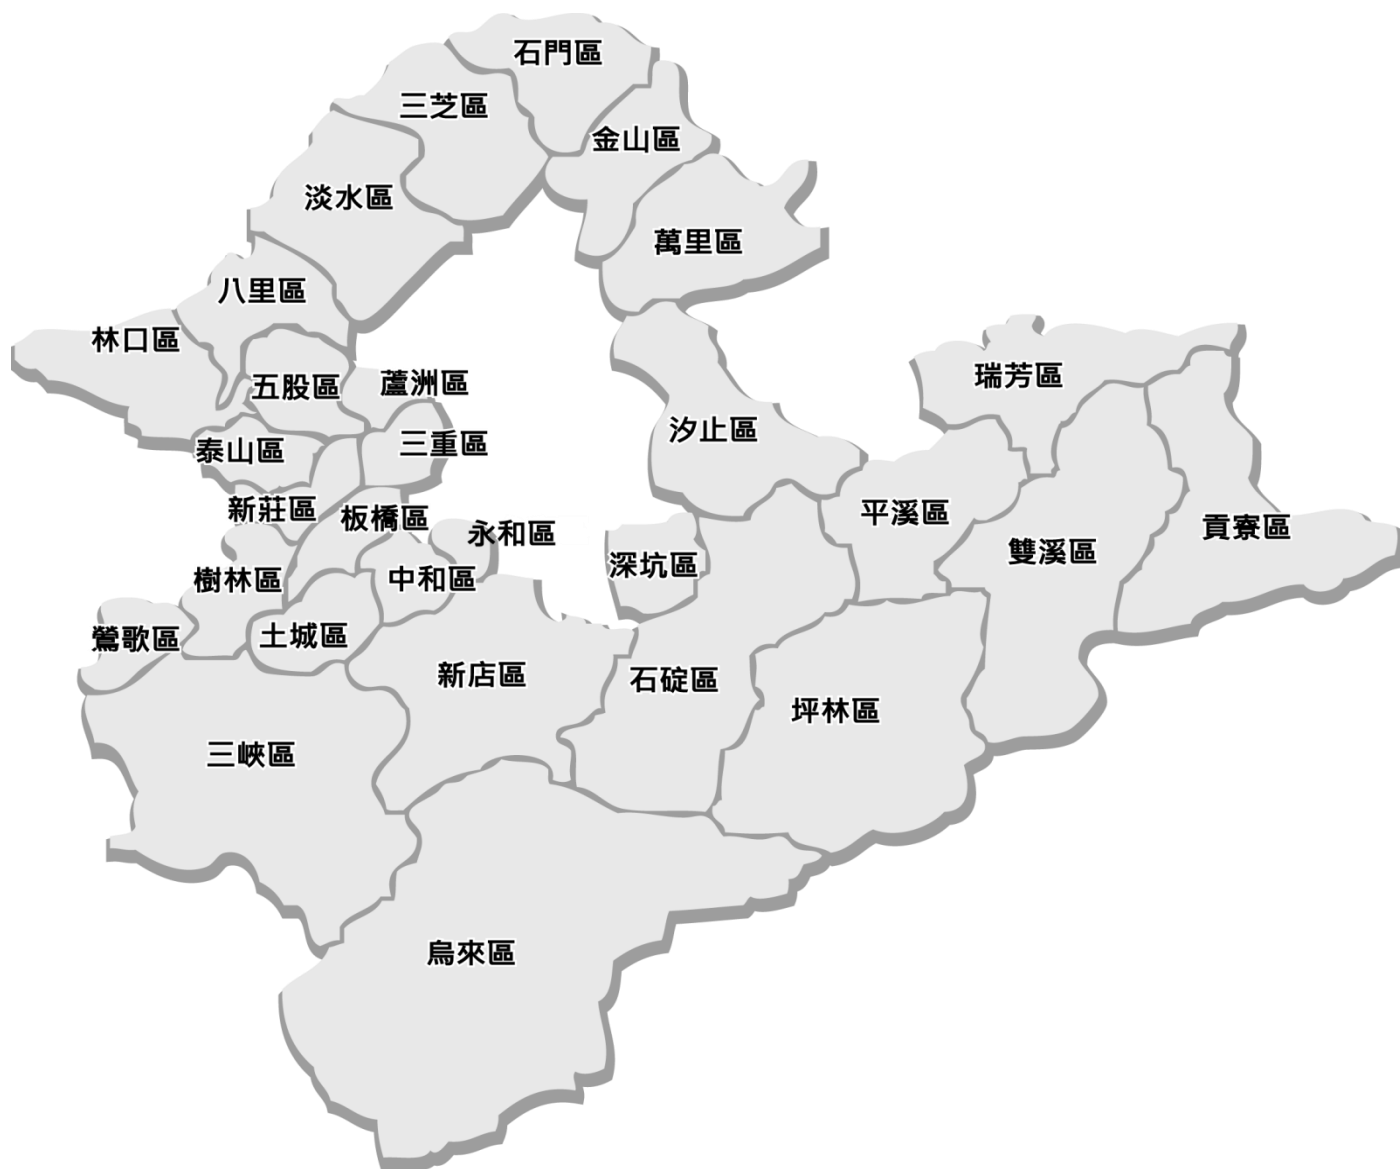 石門區
三芝區
金山區
淡水區
萬里區
八里區
林口區
瑞芳區
五股區
蘆洲區
汐止區
三重區
泰山區
新莊區
板橋區
平溪區
永和區
貢寮區
雙溪區
深坑區
樹林區
中和區
鶯歌區
土城區
新店區
石碇區
坪林區
三峽區
烏來區